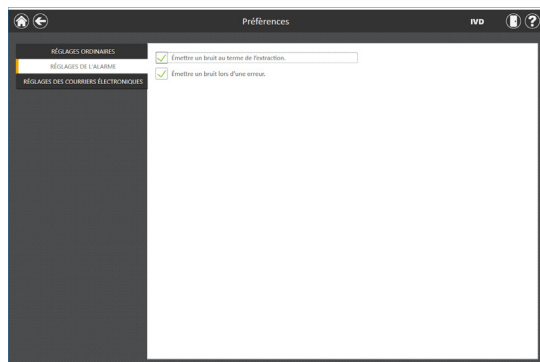 Préférences
IVD
?
RÉGLAGES ORDINAIRES
RÉGLAGES DE L'ALARME
RÉGLAGES DES COURRIERS ÉLECTRONIQUES
Émettre un bruit au terme de l'extraction.
Émettre un bruit lors d'une erreur.